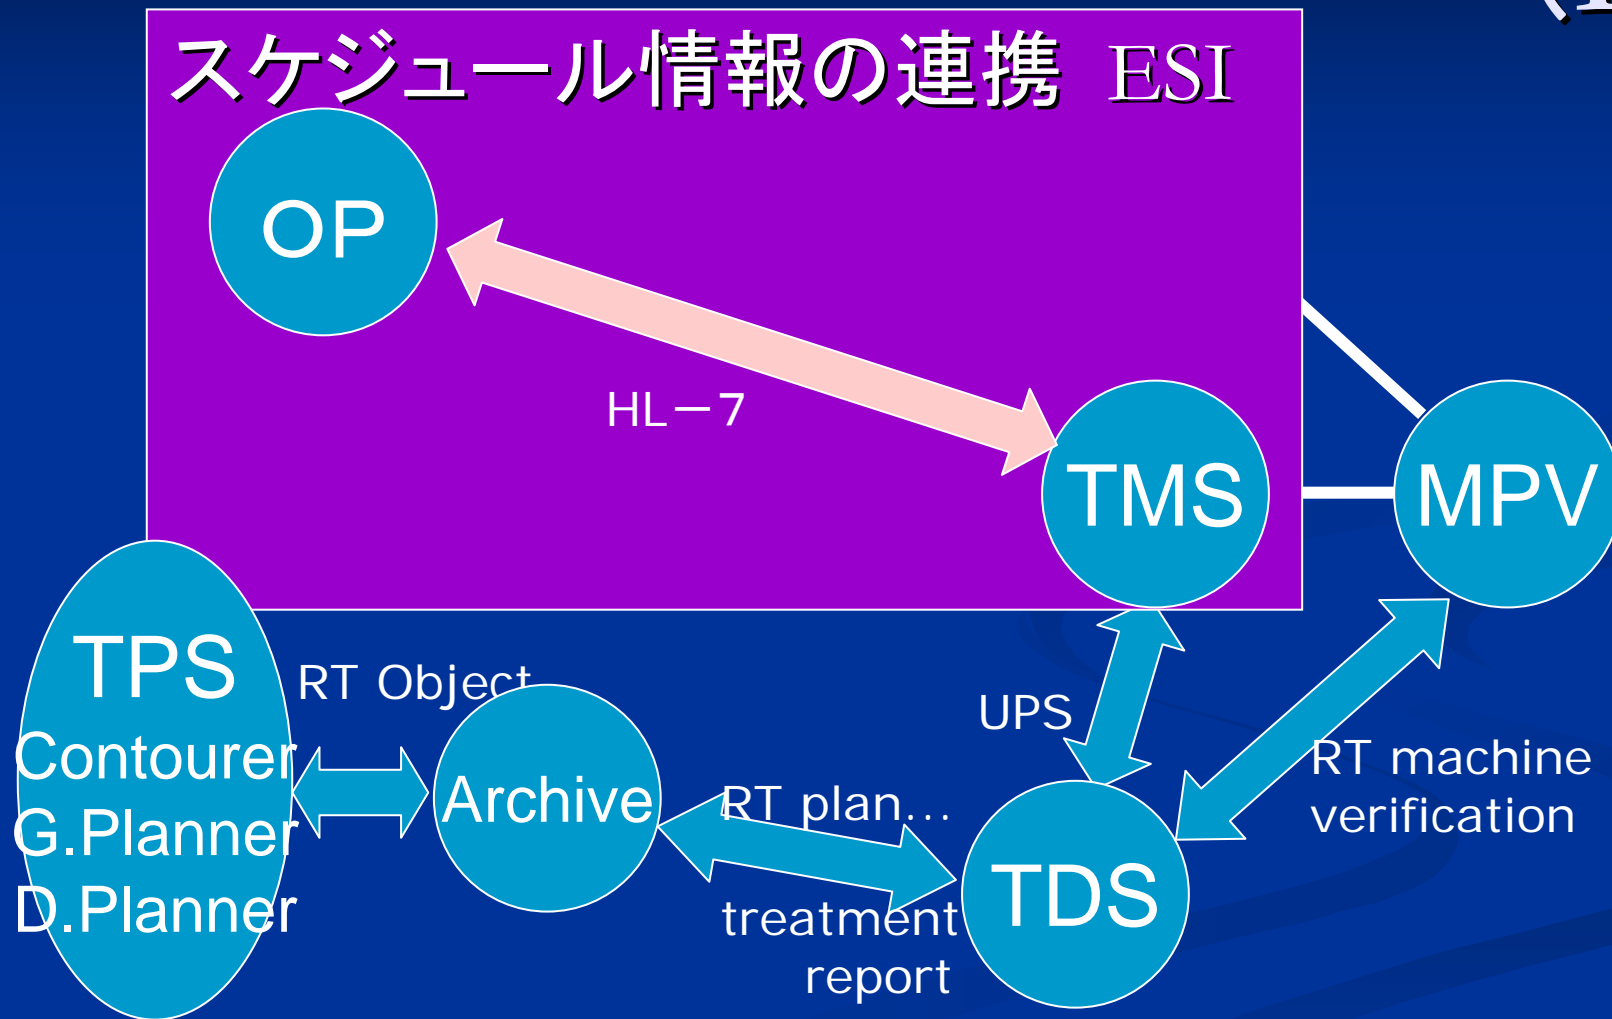 スケジュール情報の連携 ESI
OP
HL－7
TMS
MPV
TPS
Contourer
G.Planner
D.Planner
RT Object
Archive
RT plan...
treatment
report
UPS
TDS
RT machine
verification